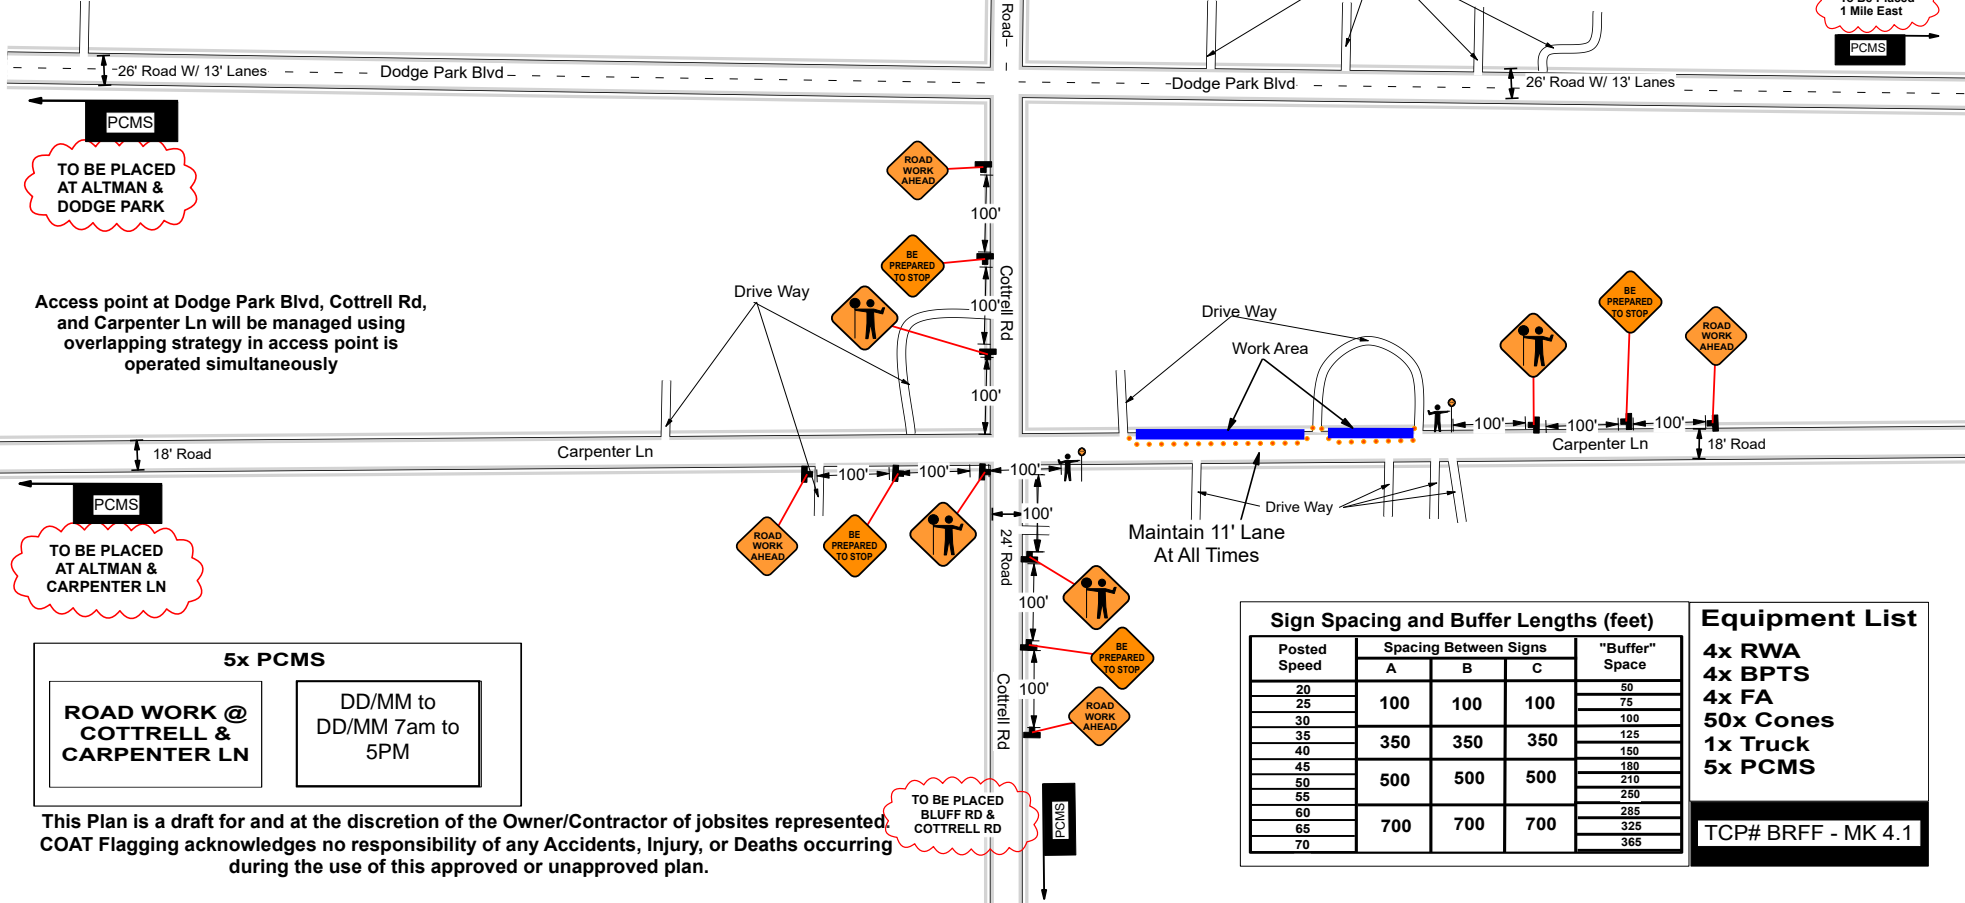 Road
To Be Placed
1 Mile East
PCMS
26' Road W/ 13' Lanes
Dodge Park Blvd
Dodge Park Blvd
26' Road W/ 13' Lanes
PCMS
TO BE PLACED
AT ALTMAN &
DODGE PARK
ROAD
WORK
AHEAD
100'
BE
PREPARED
TO STOP
100'
Cottrell Rd
100'
Access point at Dodge Park Blvd, Cottrell Rd,
and Carpenter Ln will be managed using
overlapping strategy in access point is
operated simultaneously
Drive Way
Drive Way
Work Area
BE
PREPARED
TO STOP
ROAD
WORK
AHEAD
100'
100'
100'
Carpenter Ln
18' Road
18' Road
Carpenter Ln
100'
100'
100'
100'
PCMS
TO BE PLACED
AT ALTMAN &
CARPENTER LN
ROAD
WORK
AHEAD
BE
PREPARED
TO STOP
24' Road
Drive Way
Maintain 11' Lane
At All Times
100'
BE
PREPARED
TO STOP
100'
ROAD
WORK
AHEAD
Cottrell Rd
5x PCMS
ROAD WORK @
COTTRELL &
CARPENTER LN
DD/MM to
DD/MM 7am to
5PM
TO BE PLACED
BLUFF RD &
COTTRELL RD
PCMS
This Plan is a draft for and at the discretion of the Owner/Contractor of jobsites represented.
COAT Flagging acknowledges no responsibility of any Accidents, Injury, or Deaths occurring
during the use of this approved or unapproved plan.
Sign Spacing and Buffer Lengths (feet)
Posted Speed Spacing Between Signs "Buffer" Space
A B C
20 50
25 100 100 100 75
30 100
35 350 350 350 125
40 150
45 180
50 500 500 500 210
55 250
60 285
65 700 700 700 325
70 365
Equipment List
4x RWA
4x BPTS
4x FA
50x Cones
1x Truck
5x PCMS
TCP# BRFF - MK 4.1